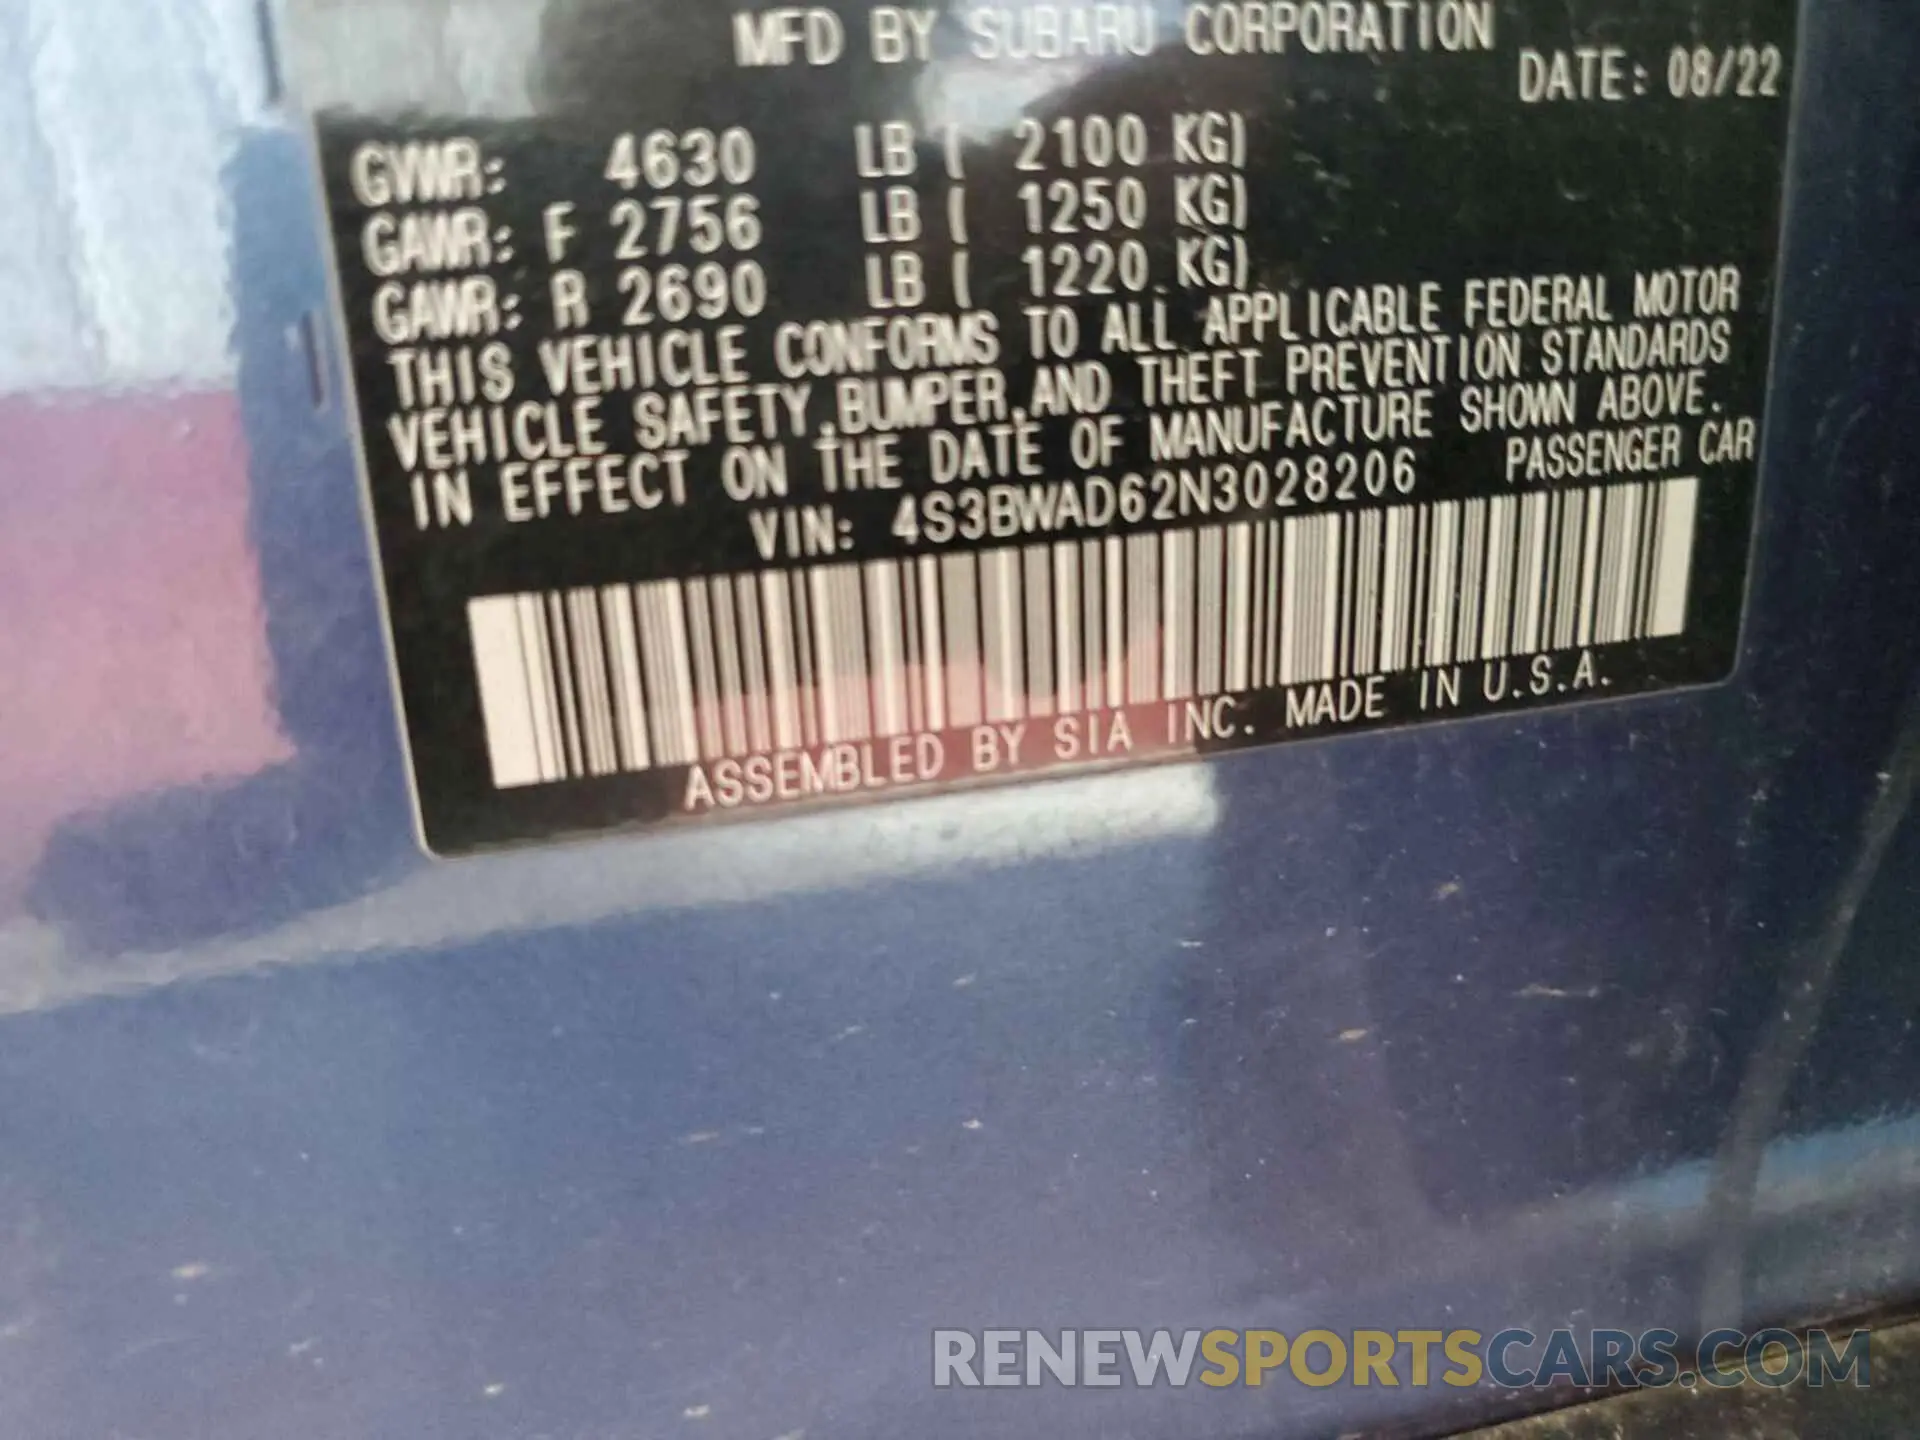 MFD BY SUBARU CORPORATION
DATE: 08/22
GVWR: 4630 LB ( 2100 KG)
GAWR: F 2756 LB ( 1250 KG)
GAWR: R 2690 LB ( 1220 KG)
THIS VEHICLE CONFORMS TO ALL APPLICABLE FEDERAL MOTOR
VEHICLE SAFETY,BUMPER,AND THEFT PREVENTION STANDARDS
IN EFFECT ON THE DATE OF MANUFACTURE SHOWN ABOVE.
VIN: 4S3BWAD62N3028206 PASSENGER CAR
ASSEMBLED BY SIA INC. MADE IN U.S.A.
RENEWSPORTSCARS.COM